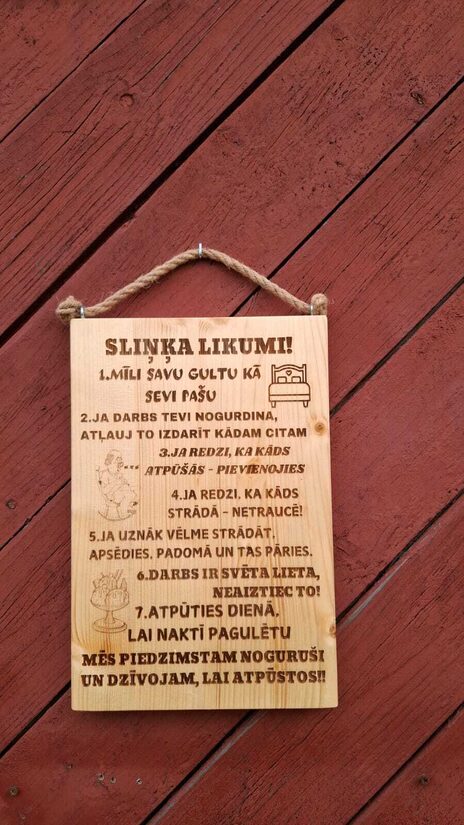 SLIŅĶA LIKUMI!
1.MĪLI SAVU GULTU KĀ
SEVI PAŠU
2.JA DARBS TEVI NOGURDINA,
ATĻAUJ TO IZDARĪT KĀDAM CITAM
3.JA REDZI, KA KĀDS
ATPŪŠĀS - PIEVIENOJIES
4.JA REDZI, KA KĀDS
STRĀDĀ - NETRAUCĒ!
5.JA UZNĀK VĒLME STRĀDĀT,
APSĒDIES, PADOMĀ UN TAS PĀRIES.
6.DARBS IR SVĒTA LIETA,
NEAIZTIEC TO!
7.ATPŪTIES DIENĀ,
LAI NAKTĪ PAGULĒTU
MĒS PIEDZIMSTAM NOGURUŠI
UN DZĪVOJAM, LAI ATPŪSTOS!!